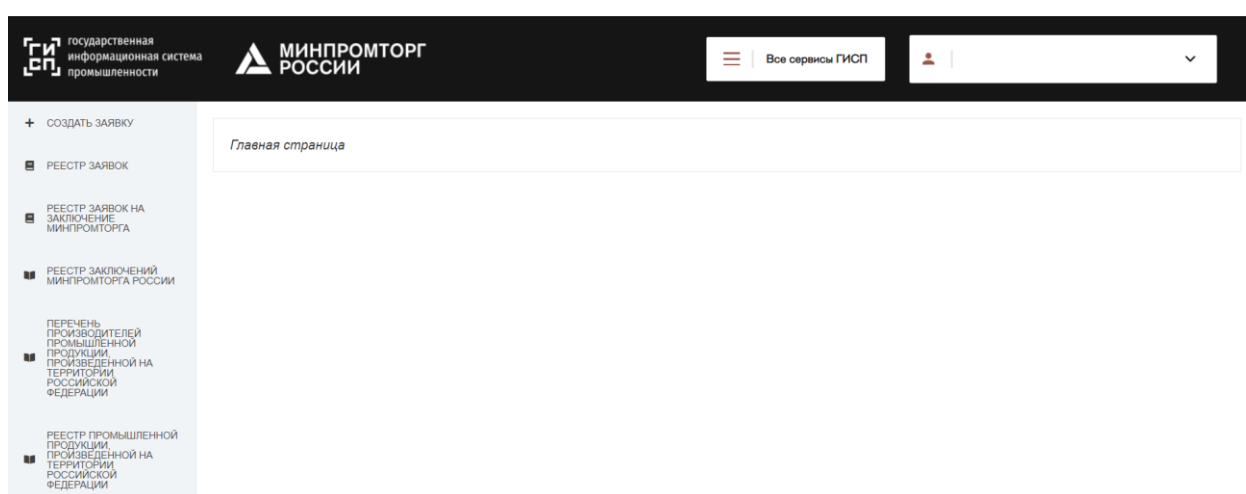 ГИСП
государственная
информационная система
промышленности
МИНПРОМТОРГ
РОССИИ
Все сервисы ГИСП
СОЗДАТЬ ЗАЯВКУ
Главная страница
РЕЕСТР ЗАЯВОК
РЕЕСТР ЗАЯВОК НА
ЗАКЛЮЧЕНИЕ
МИНПРОМТОРГА
РЕЕСТР ЗАКЛЮЧЕНИЙ
МИНПРОМТОРГА РОССИИ
ПЕРЕЧЕНЬ
ПРОИЗВОДИТЕЛЕЙ
ПРОМЫШЛЕННОЙ
ПРОДУКЦИИ,
ПРОИЗВЕДЕННОЙ НА
ТЕРРИТОРИИ
РОССИЙСКОЙ
ФЕДЕРАЦИИ
РЕЕСТР ПРОМЫШЛЕННОЙ
ПРОДУКЦИИ,
ПРОИЗВЕДЕННОЙ НА
ТЕРРИТОРИИ
РОССИЙСКОЙ
ФЕДЕРАЦИИ